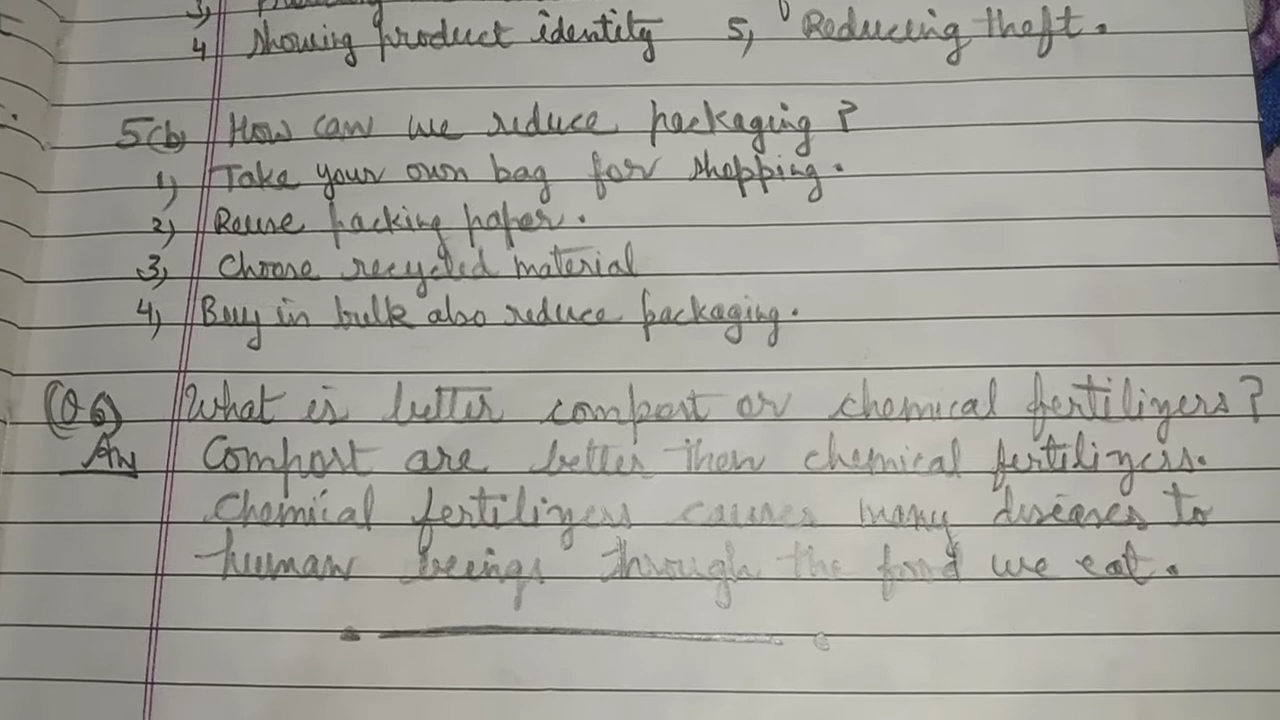 3,
4 Showing product identity 5, Reducing theft.
5(b) How can we reduce packaging?
1) Take your own bag for shopping.
2) Reuse packing paper.
3, Choose recycled material
4) Buy in bulk also reduce packaging.
(Q6) What is better compost or chemical fertilizers?
An Compost are better then chemical fertilizers.
Chemical fertilizers causes many diseases to
human beings through the food we eat.